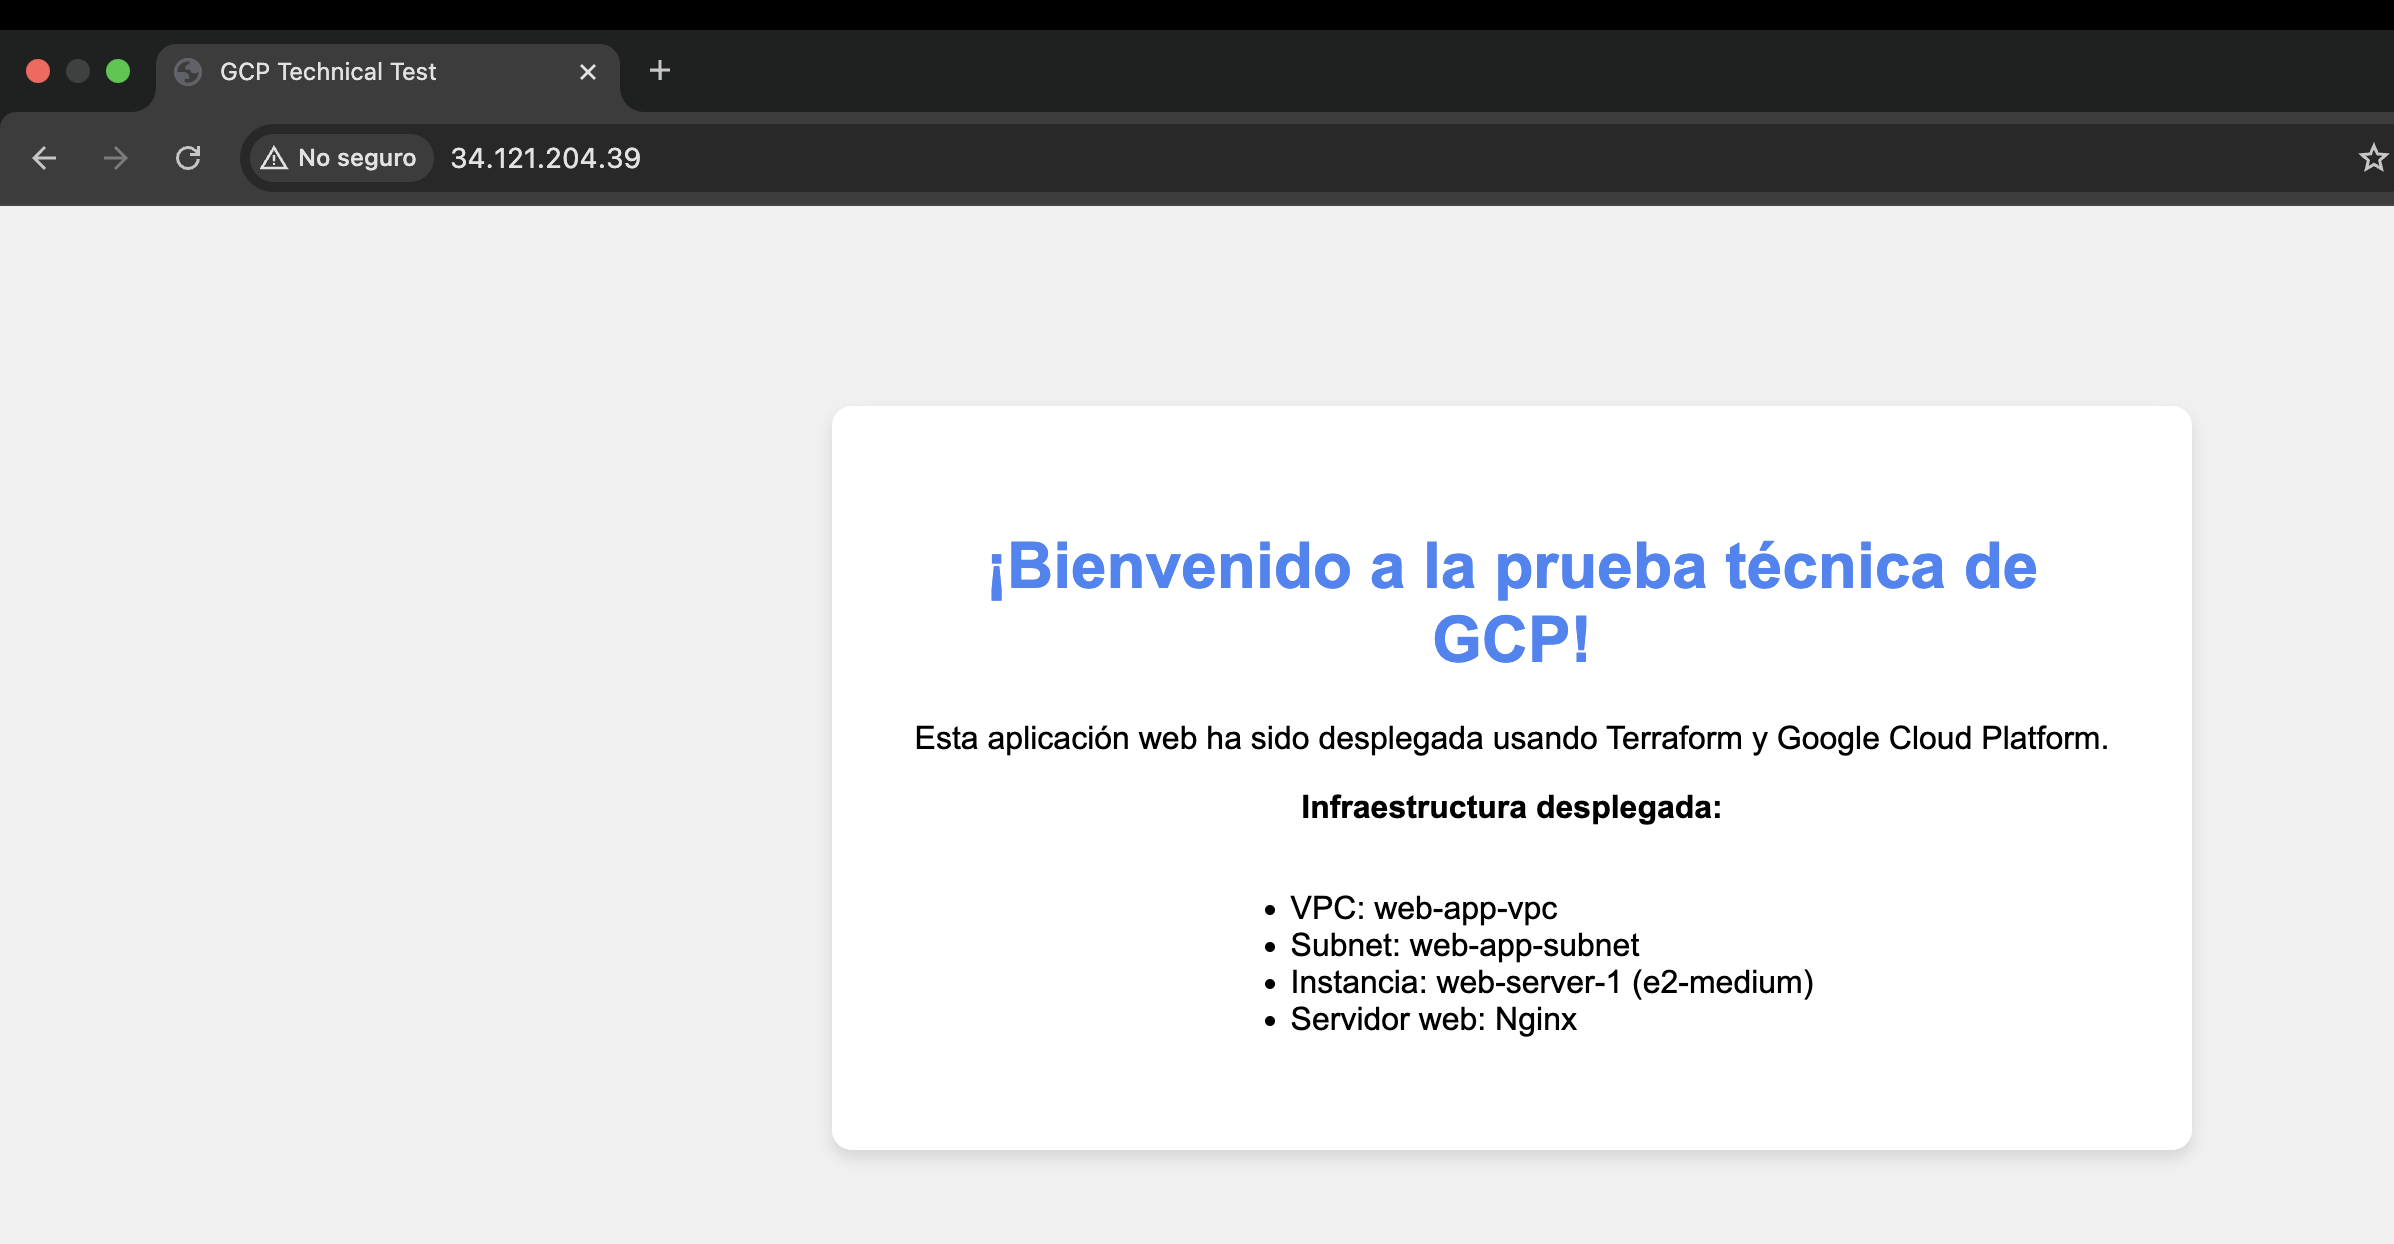 GCP Technical Test
No seguro 34.121.204.39
¡Bienvenido a la prueba técnica de
GCP!
Esta aplicación web ha sido desplegada usando Terraform y Google Cloud Platform.
Infraestructura desplegada:
• VPC: web-app-vpc
• Subnet: web-app-subnet
• Instancia: web-server-1 (e2-medium)
• Servidor web: Nginx